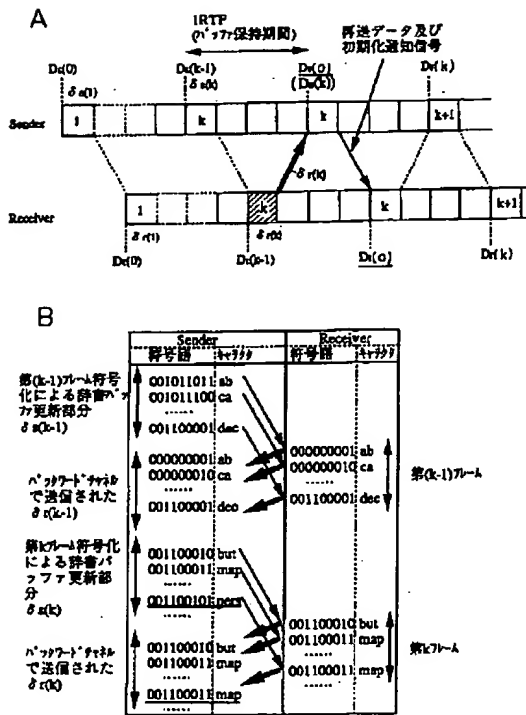 A
1RTP
(バッファ保持期間)
再送データ及び
初期化通知信号
Ds(0)
Ds(k-1)
Ds(0)
(Ds(k))
Ds(k)
δs(1)
δs(k)
Sender
1
k
k
k+1
δr(k)
Receiver
1
k
k
k+1
δr(1)
δr(k)
Dr(0)
Dr(k-1)
Dr(0)
Dr(k)
B
Sender
Receiver
符号語 キャラクタ
符号語 キャラクタ
第(k-1)フレーム符号
化による辞書バッ
ファ更新部分
δs(k-1)
001011011 ab
001011100 ca
......
001100001 dec
バックワードチャネル
で送信された
δr(k-1)
000000001 ab
000000010 ca
......
001100001 dec
000000001 ab
000000010 ca
......
001100001 dec
第(k-1)フレーム
第kフレーム符号化
による辞書バッ
ファ更新部
分
δs(k)
001100010 but
001100011 map
......
001100101 pers
......
バックワードチャネル
で送信された
δr(k)
001100010 but
001100011 map
......
001100011 map
......
001100010 but
001100011 map
......
001100011 map
......
第kフレーム